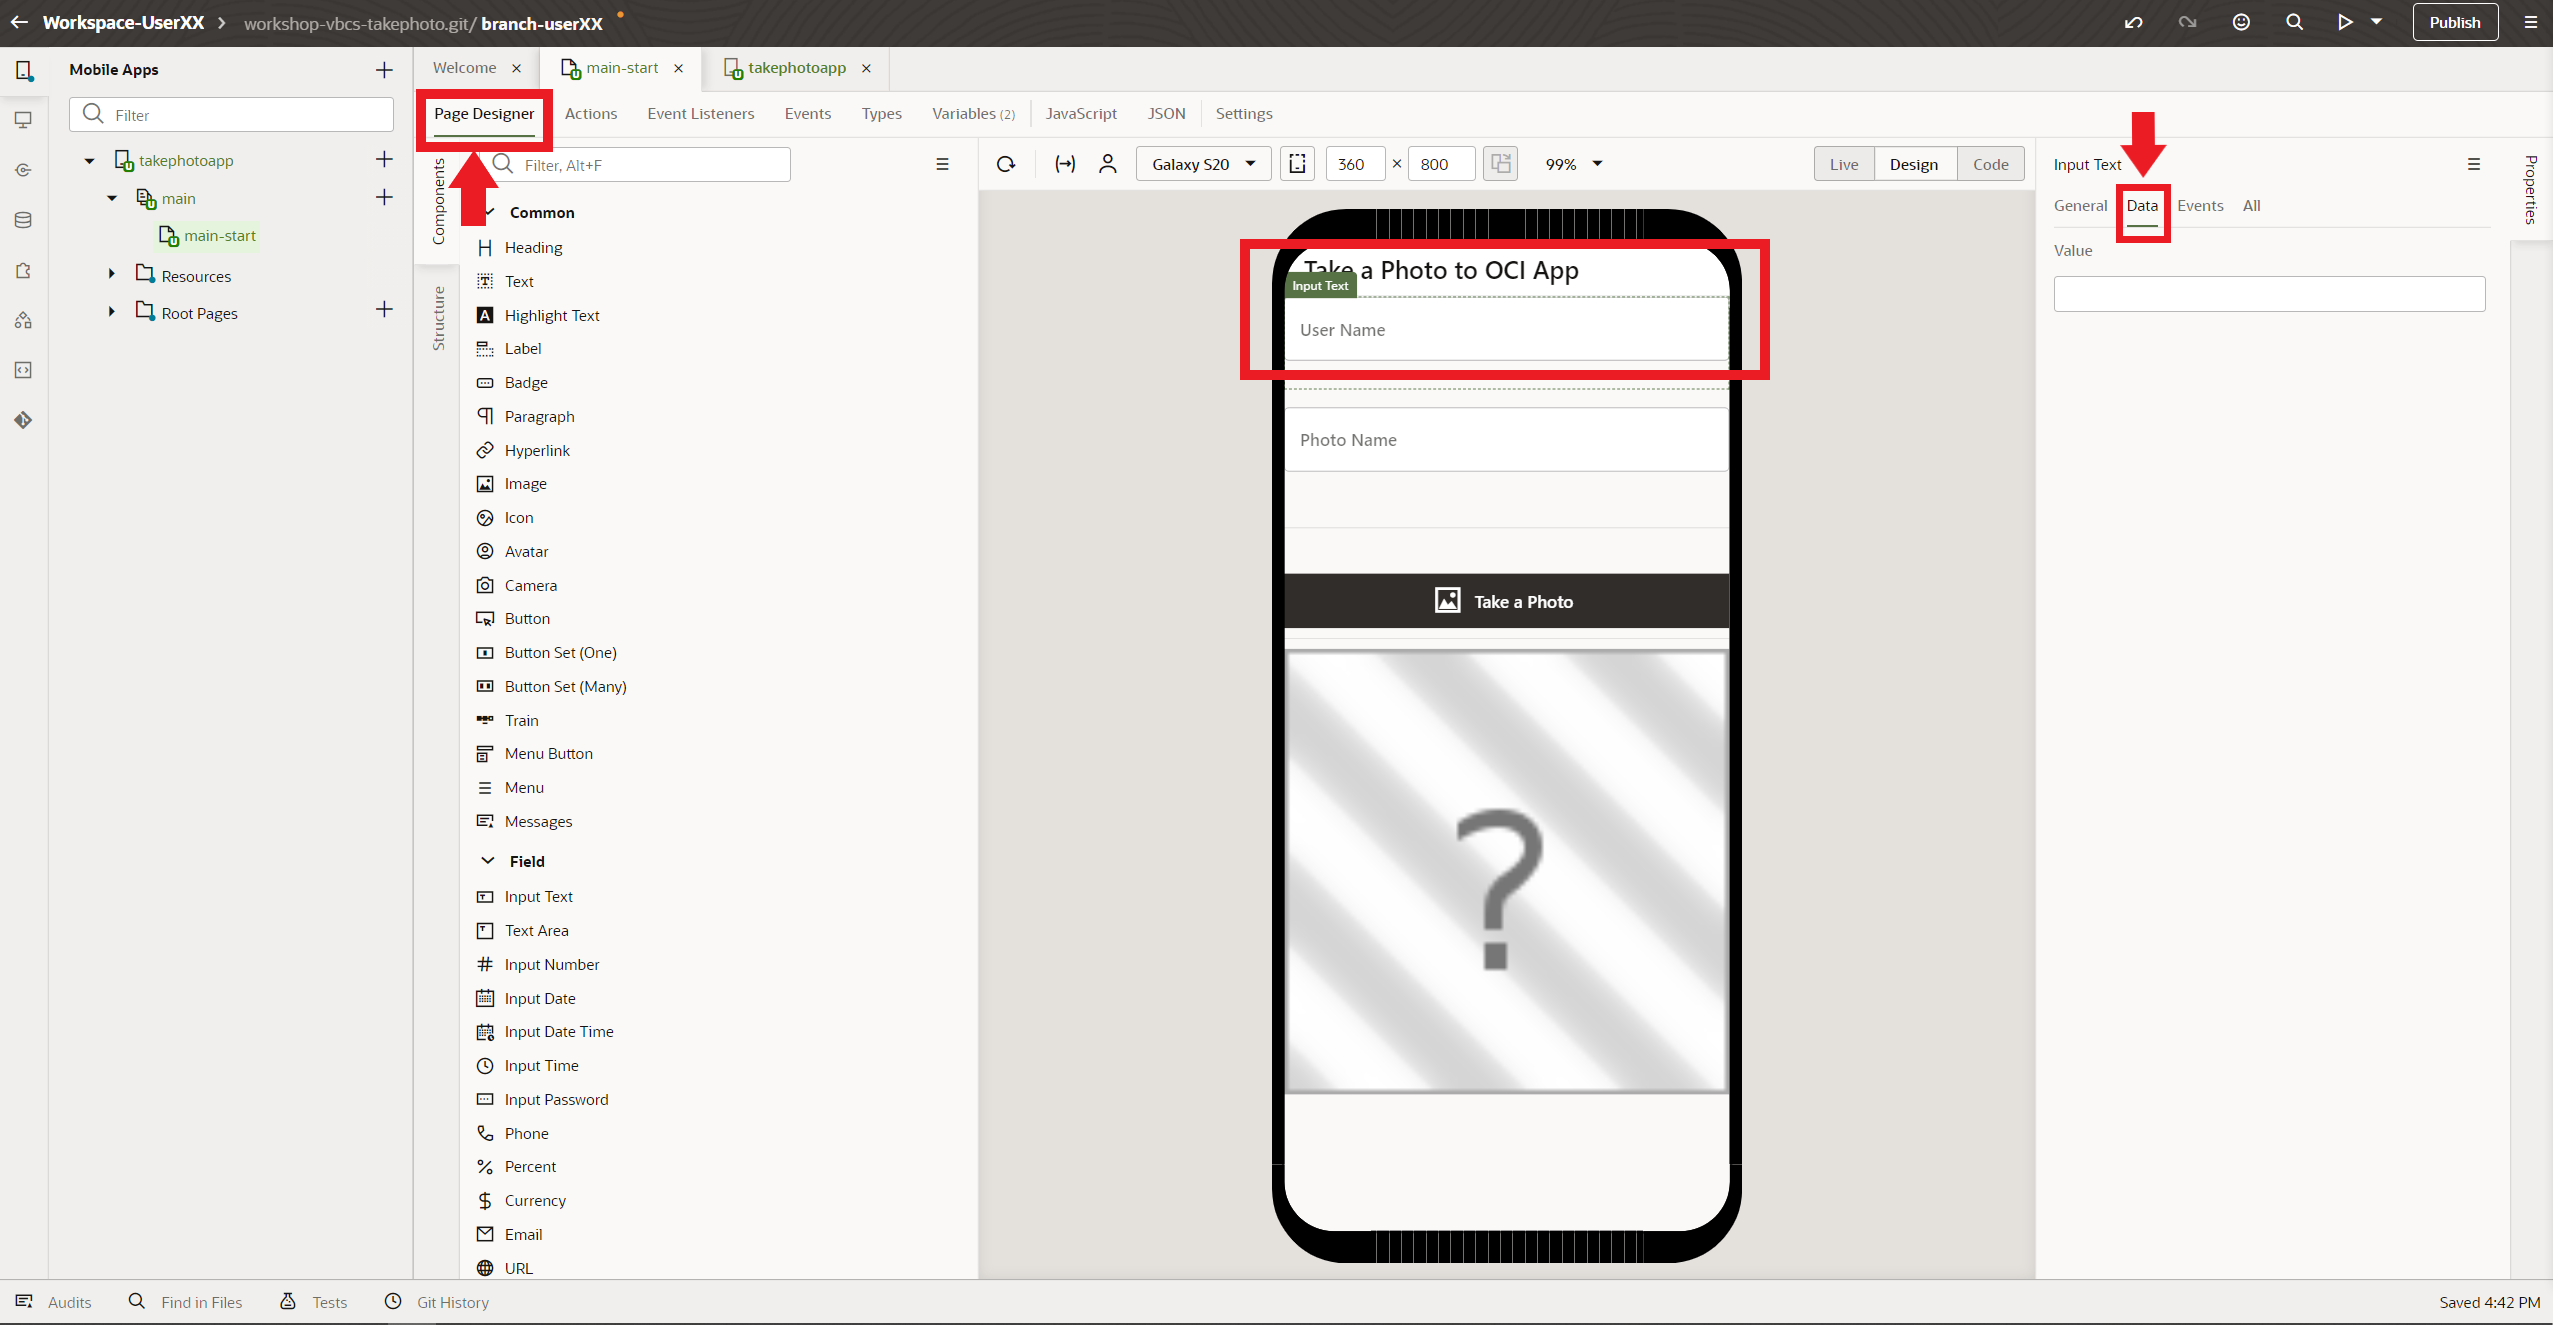 Workspace-UserXX > workshop-vbcs-takephoto.git/ branch-userXX
Publish
Mobile Apps
Filter
takephotoapp
main
main-start
Resources
Root Pages
Welcome
main-start
takephotoapp
Page Designer
Actions
Event Listeners
Events
Types
Variables (2)
JavaScript
JSON
Settings
Components
Structure
Filter, Alt+F
Common
Heading
Text
Highlight Text
Label
Badge
Paragraph
Hyperlink
Image
Icon
Avatar
Camera
Button
Button Set (One)
Button Set (Many)
Train
Menu Button
Menu
Messages
Field
Input Text
Text Area
Input Number
Input Date
Input Date Time
Input Time
Input Password
Phone
Percent
Currency
Email
URL
Galaxy S20
360 × 800
99%
Live
Design
Code
Take a Photo to OCI App
Input Text
User Name
Photo Name
Take a Photo
?
Input Text
General
Data
Events
All
Value
Properties
Audits
Find in Files
Tests
Git History
Saved 4:42 PM